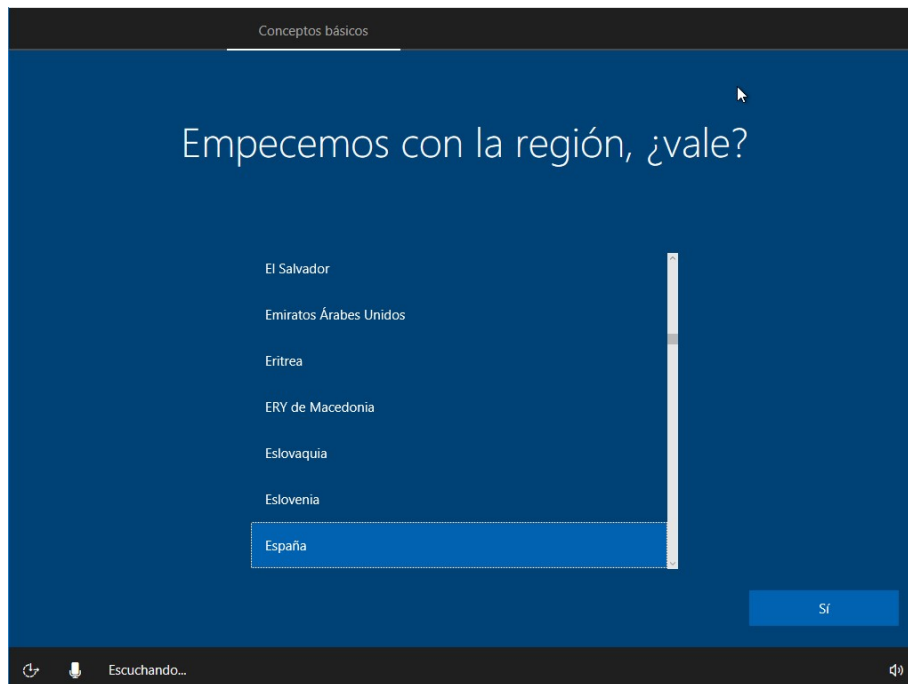 Conceptos básicos
Empecemos con la región, ¿vale?
El Salvador
Emiratos Árabes Unidos
Eritrea
ERY de Macedonia
Eslovaquia
Eslovenia
España
Sí
Escuchando...